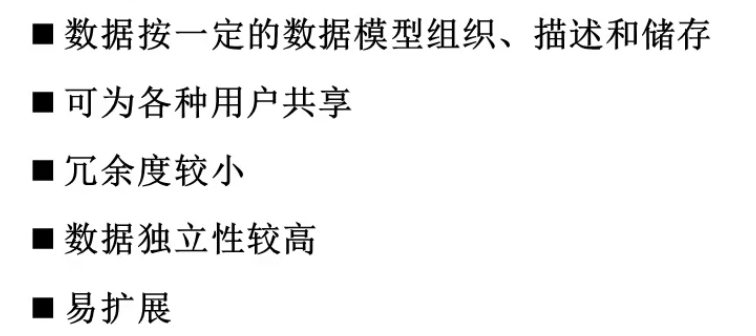 ■ 数据按一定的数据模型组织、描述和储存
■ 可为各种用户共享
■ 冗余度较小
■ 数据独立性较高
■ 易扩展